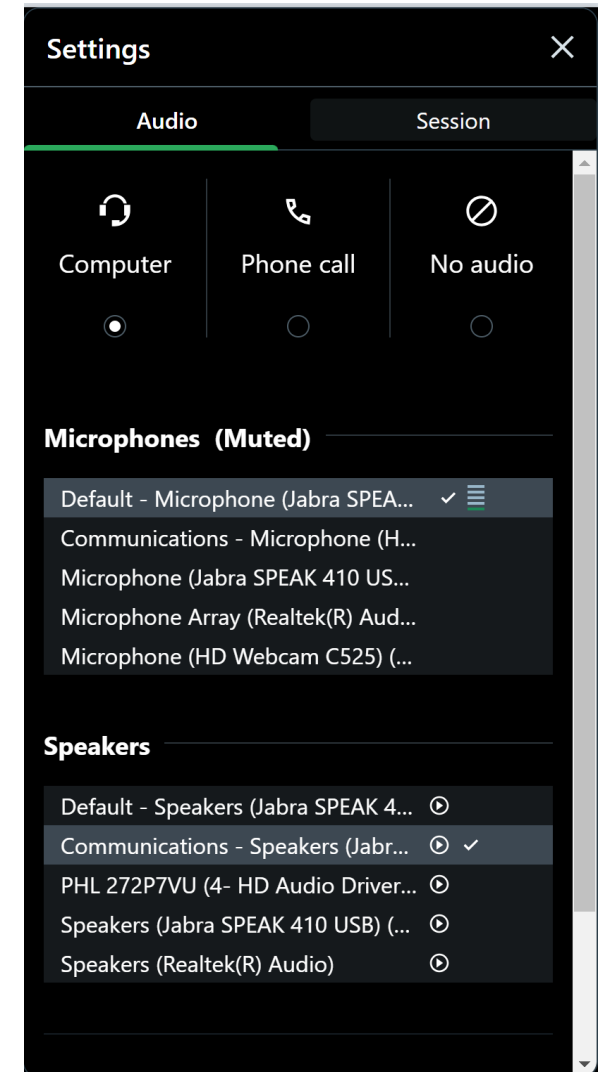 Settings
Audio Session
Computer Phone call No audio
Microphones (Muted)
Default - Microphone (Jabra SPEA...
Communications - Microphone (H...
Microphone (Jabra SPEAK 410 US...
Microphone Array (Realtek(R) Aud...
Microphone (HD Webcam C525) (...
Speakers
Default - Speakers (Jabra SPEAK 4...
Communications - Speakers (Jabr...
PHL 272P7VU (4- HD Audio Driver...
Speakers (Jabra SPEAK 410 USB) (...
Speakers (Realtek(R) Audio)